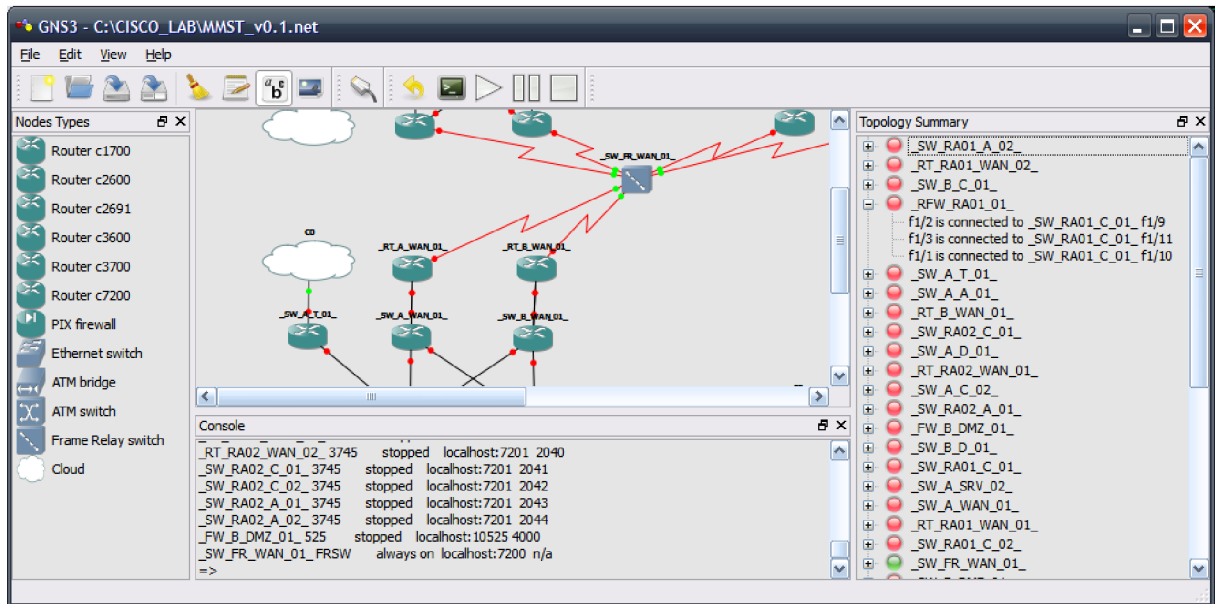 GNS3 - C:\CISCO_LAB\MMST_v0.1.net
File Edit View Help
Nodes Types
Router c1700
Router c2600
Router c2691
Router c3600
Router c3700
Router c7200
PIX firewall
Ethernet switch
ATM bridge
ATM switch
Frame Relay switch
Cloud
_SW_FR_WAN_01_
CD
_RT_A_WAN_01_
_RT_B_WAN_01_
_SW_A_T_01_
_SW_A_WAN_01_
_SW_B_WAN_01_
Console
_RT_RA02_WAN_02_ 3745 stopped localhost:7201 2040
_SW_RA02_C_01_ 3745 stopped localhost:7201 2041
_SW_RA02_C_02_ 3745 stopped localhost:7201 2042
_SW_RA02_A_01_ 3745 stopped localhost:7201 2043
_SW_RA02_A_02_ 3745 stopped localhost:7201 2044
_FW_B_DMZ_01_ 525 stopped localhost:10525 4000
_SW_FR_WAN_01_ FRSW always on localhost:7200 n/a
=>
Topology Summary
_SW_RA01_A_02_
_RT_RA01_WAN_02_
_SW_B_C_01_
_RFW_RA01_01_
f1/2 is connected to _SW_RA01_C_01_ f1/9
f1/3 is connected to _SW_RA01_C_01_ f1/11
f1/1 is connected to _SW_RA01_C_01_ f1/10
_SW_A_T_01_
_SW_A_A_01_
_RT_B_WAN_01_
_SW_RA02_C_01_
_SW_A_D_01_
_RT_RA02_WAN_01_
_SW_A_C_02_
_SW_RA02_A_01_
_FW_B_DMZ_01_
_SW_B_D_01_
_SW_RA01_C_01_
_SW_A_SRV_02_
_SW_A_WAN_01_
_RT_RA01_WAN_01_
_SW_RA01_C_02_
_SW_FR_WAN_01_